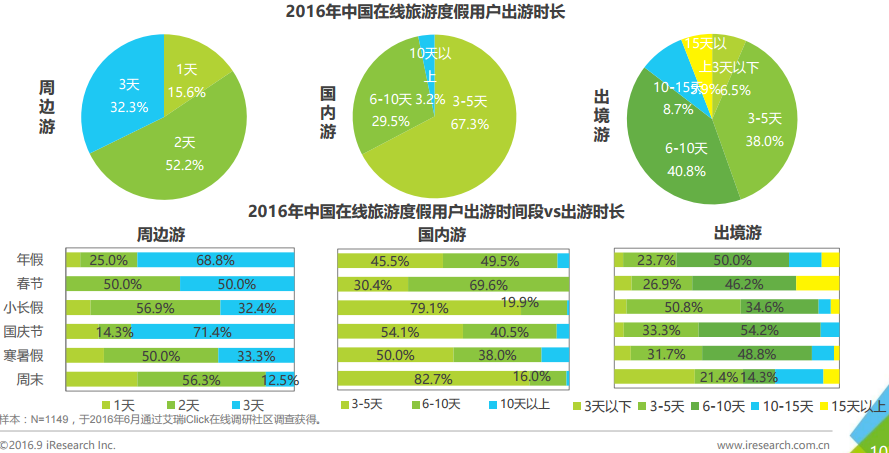 2016年中国在线旅游度假用户出游时长
周边游
1天
15.6%
2天
52.2%
3天
32.3%
国内游
10天以上
3.2%
6-10天
29.5%
3-5天
67.3%
出境游
15天以上
5.9%
3天以下
6.5%
10-15天
8.7%
3-5天
38.0%
6-10天
40.8%
2016年中国在线旅游度假用户出游时间段vs出游时长
周边游 国内游 出境游
年假 25.0% 68.8% 45.5% 49.5% 23.7% 50.0%
春节 50.0% 50.0% 30.4% 69.6% 26.9% 46.2%
小长假 56.9% 32.4% 79.1% 19.9% 50.8% 34.6%
国庆节 14.3% 71.4% 54.1% 40.5% 33.3% 54.2%
寒暑假 50.0% 33.3% 50.0% 38.0% 31.7% 48.8%
周末 56.3% 12.5% 82.7% 16.0% 21.4% 14.3%
1天 2天 3天 3-5天 6-10天 10天以上 3天以下 3-5天 6-10天 10-15天 15天以上
样本：N=1149，于2016年6月通过艾瑞iClick在线调研社区调查获得。
©2016.9 iResearch Inc. www.iresearch.com.cn
10